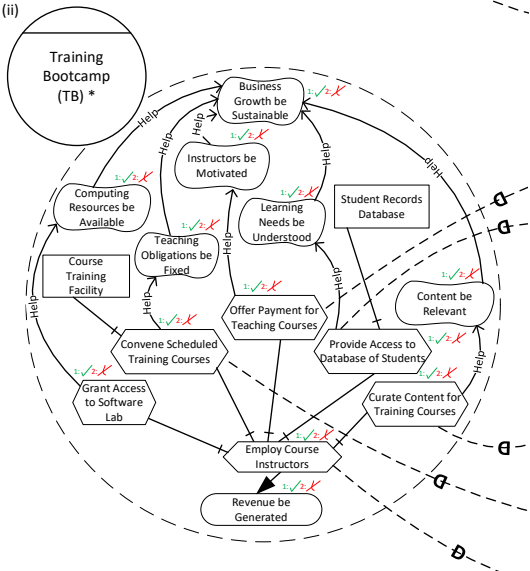 (ii)
Training
Bootcamp
(TB) *
Business
Growth be
Sustainable
1:✓2:✗
Help
Help
Help
Help
Help
1:✓2:✗
Instructors be
Motivated
1:✓2:✗
Computing
Resources be
Available
1:✓2:✗
Learning
Needs be
Understood
Student Records
Database
D
D
1:✓2:✗
Teaching
Obligations be
Fixed
Course
Training
Facility
Help
1:✓2:✗
Content be
Relevant
Help
Help
Help
1:✓2:✗
Offer Payment for
Teaching Courses
1:✓2:✗
Convene Scheduled
Training Courses
Provide Access to
Database of Students
1:✓2:✗
Help
1:✓2:✗
Grant Access
to Software
Lab
1:✓2:✗
Curate Content for
Training Courses
1:✓2:✗
Employ Course
Instructors
D
D
1:✓2:✗
Revenue be
Generated
D